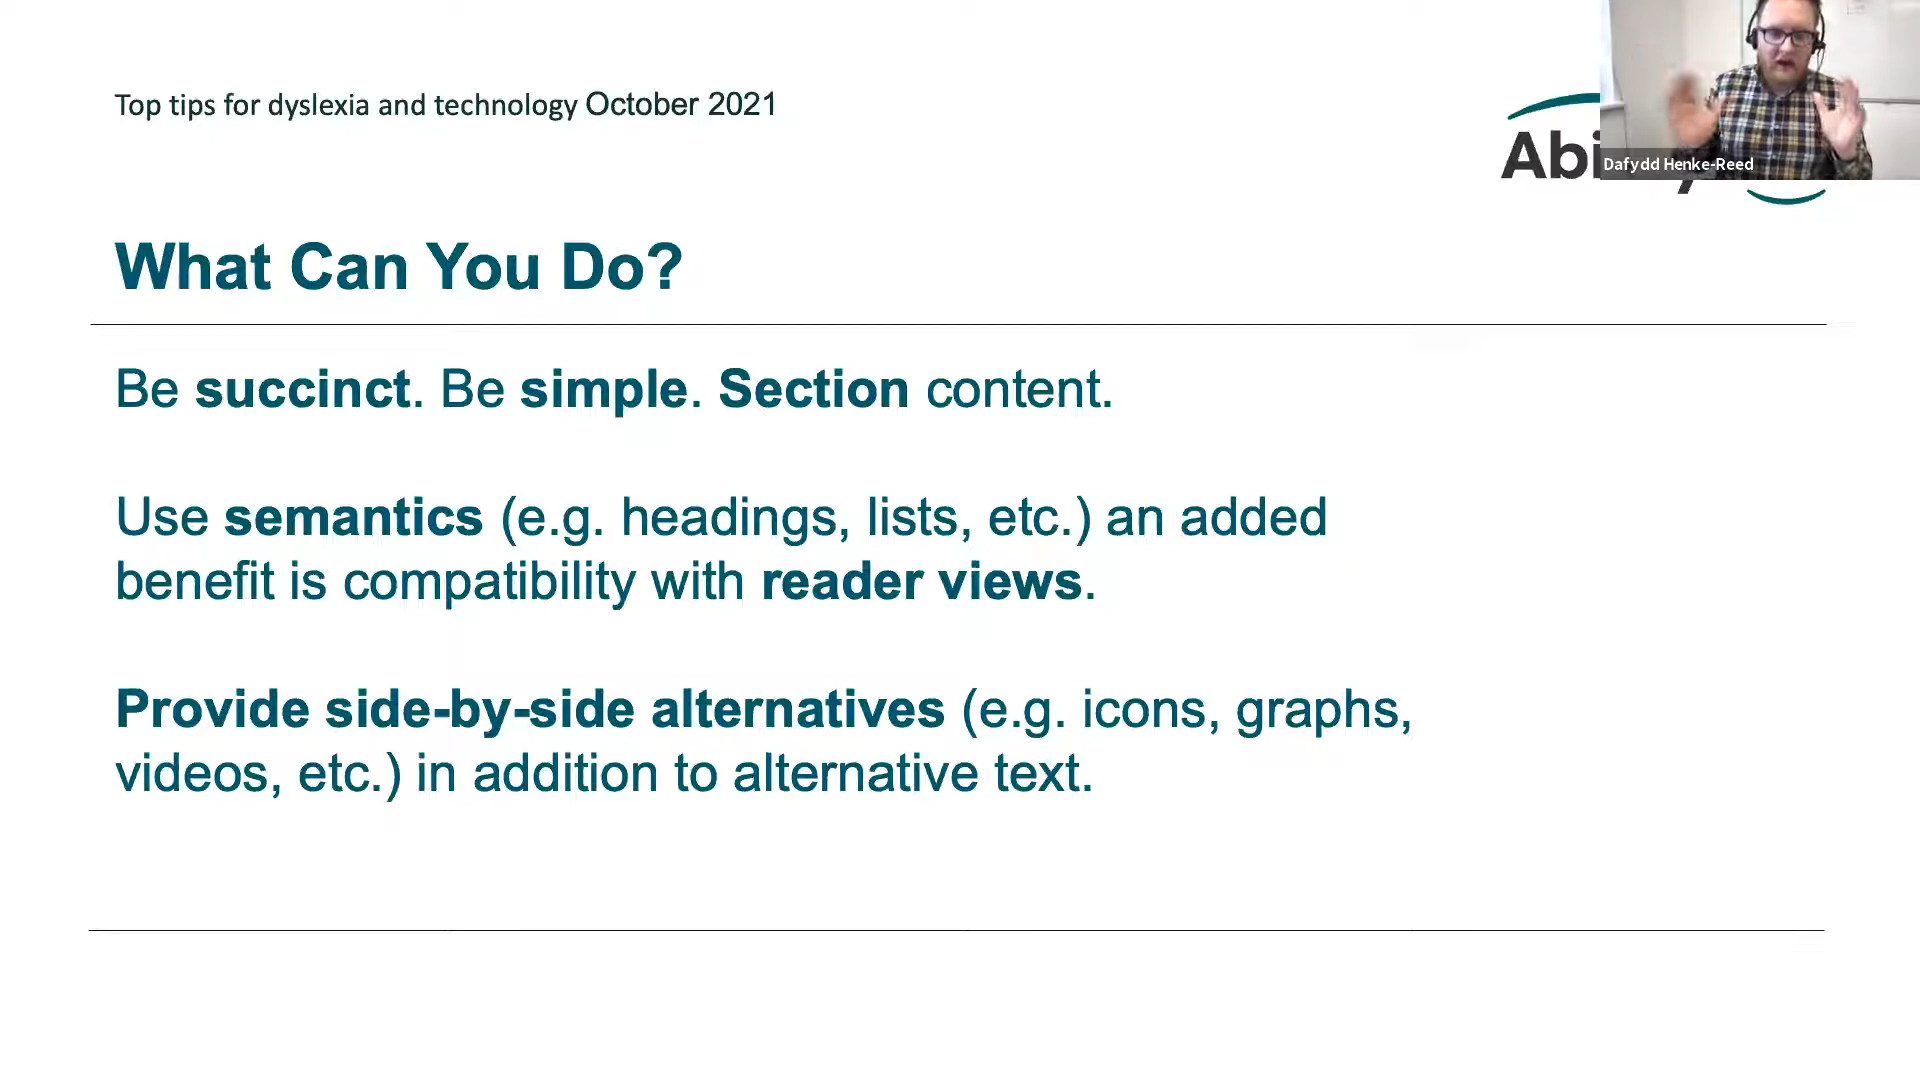 Top tips for dyslexia and technology October 2021
Dafydd Henke-Reed
What Can You Do?
Be succinct. Be simple. Section content.
Use semantics (e.g. headings, lists, etc.) an added
benefit is compatibility with reader views.
Provide side-by-side alternatives (e.g. icons, graphs,
videos, etc.) in addition to alternative text.